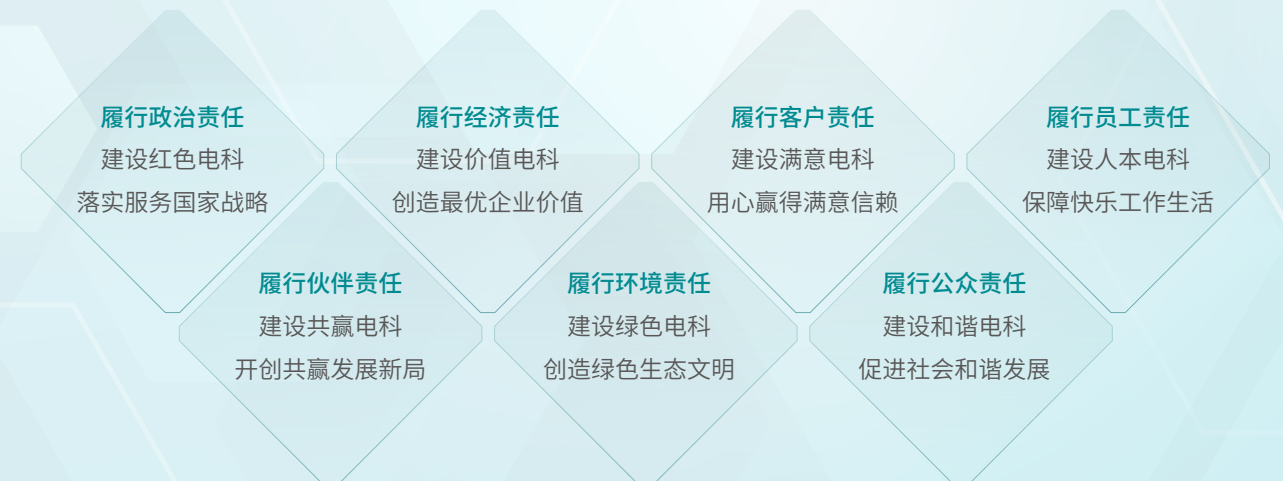 履行政治责任
建设红色电科
落实服务国家战略
履行经济责任
建设价值电科
创造最优企业价值
履行客户责任
建设满意电科
用心赢得满意信赖
履行员工责任
建设人本电科
保障快乐工作生活
履行伙伴责任
建设共赢电科
开创共赢发展新局
履行环境责任
建设绿色电科
创造绿色生态文明
履行公众责任
建设和谐电科
促进社会和谐发展